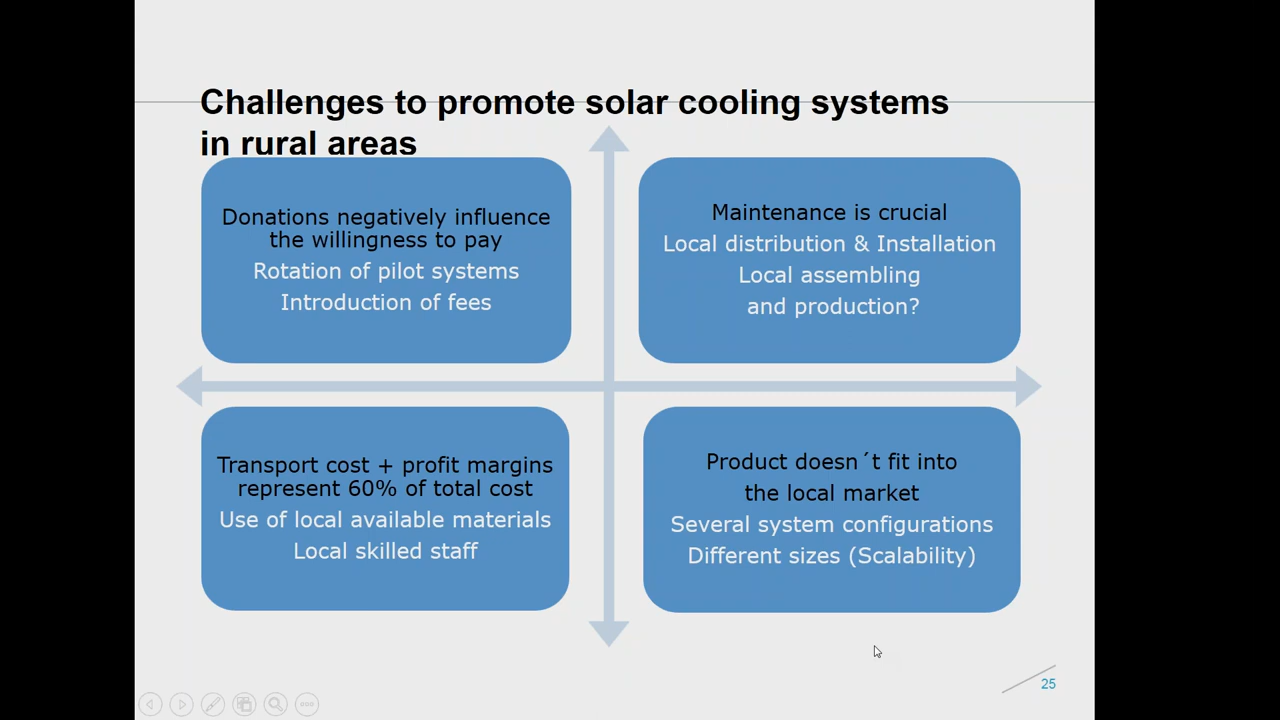 Challenges to promote solar cooling systems
in rural areas
Donations negatively influence
the willingness to pay
Rotation of pilot systems
Introduction of fees
Maintenance is crucial
Local distribution & Installation
Local assembling
and production?
Transport cost + profit margins
represent 60% of total cost
Use of local available materials
Local skilled staff
Product doesn´t fit into
the local market
Several system configurations
Different sizes (Scalability)
25